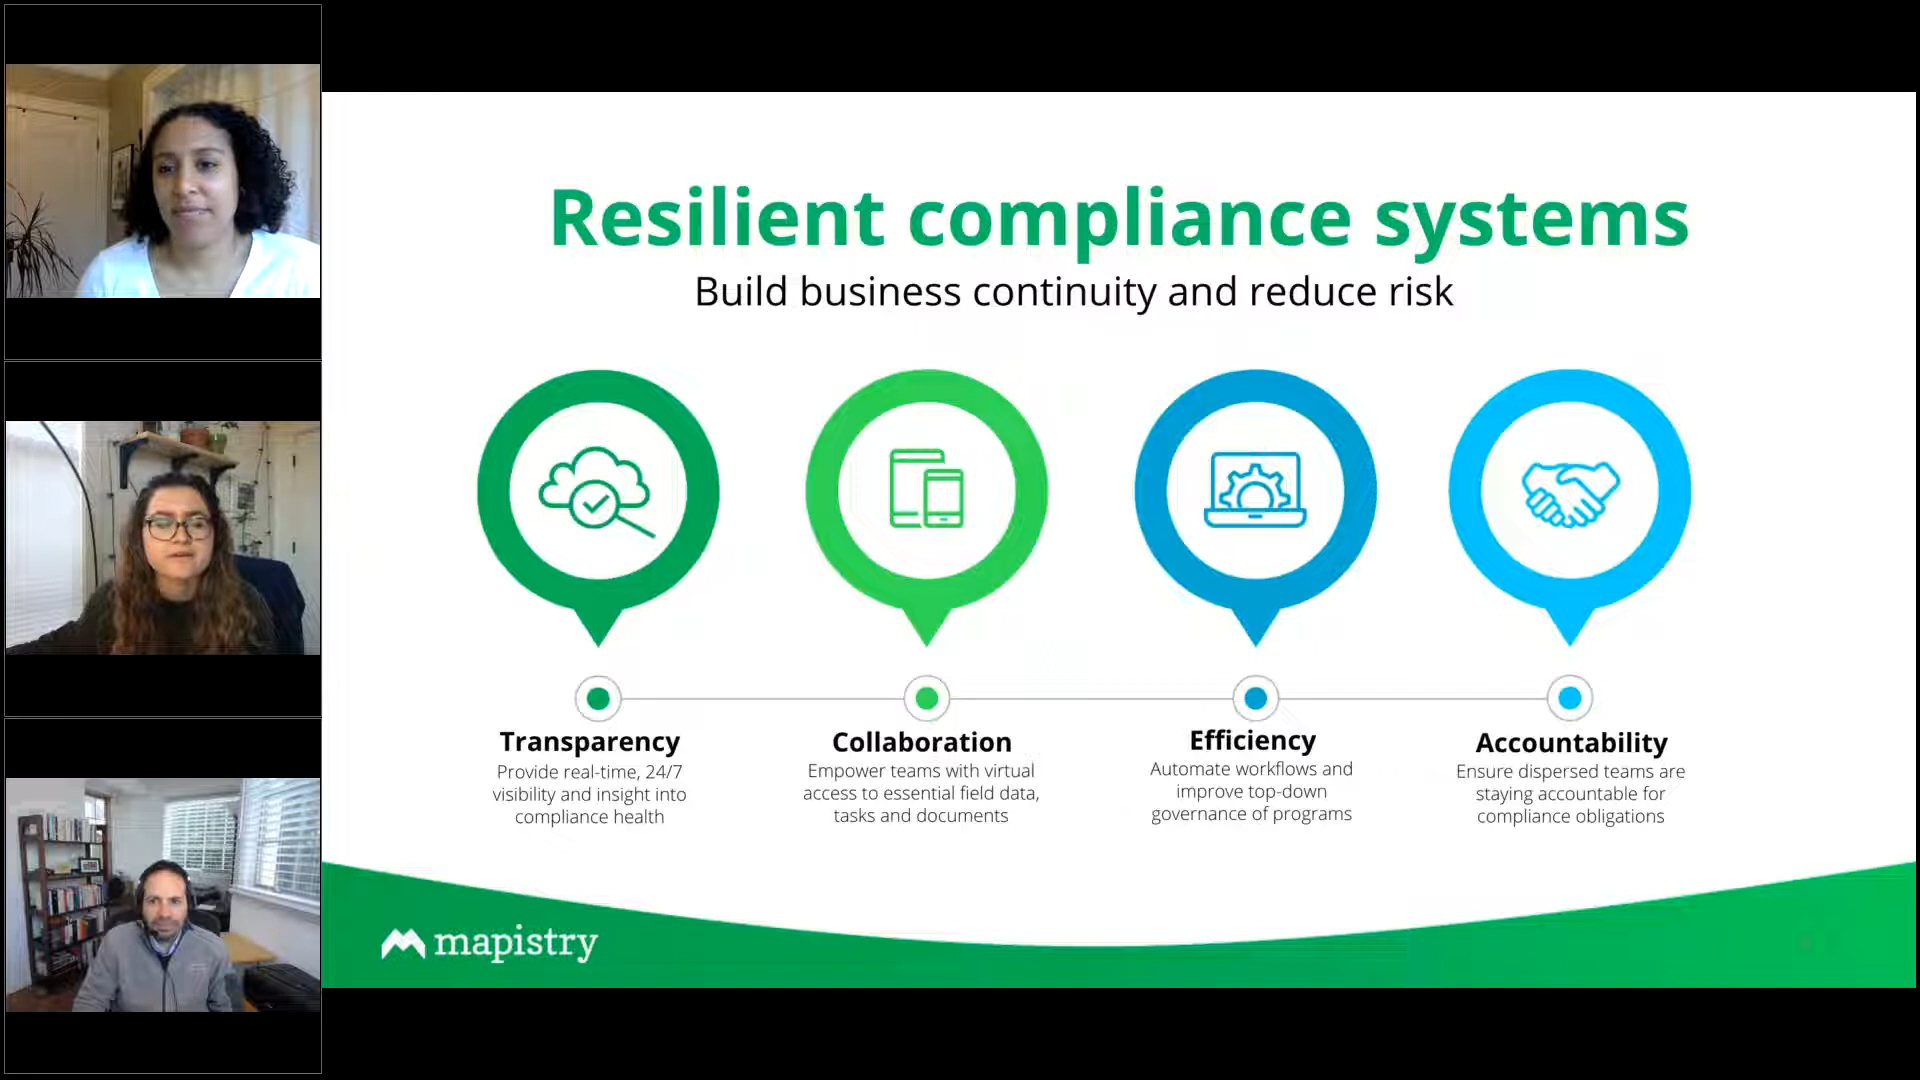 Resilient compliance systems
Build business continuity and reduce risk
Transparency
Provide real-time, 24/7
visibility and insight into
compliance health
Collaboration
Empower teams with virtual
access to essential field data,
tasks and documents
Efficiency
Automate workflows and
improve top-down
governance of programs
Accountability
Ensure dispersed teams are
staying accountable for
compliance obligations
mapistry